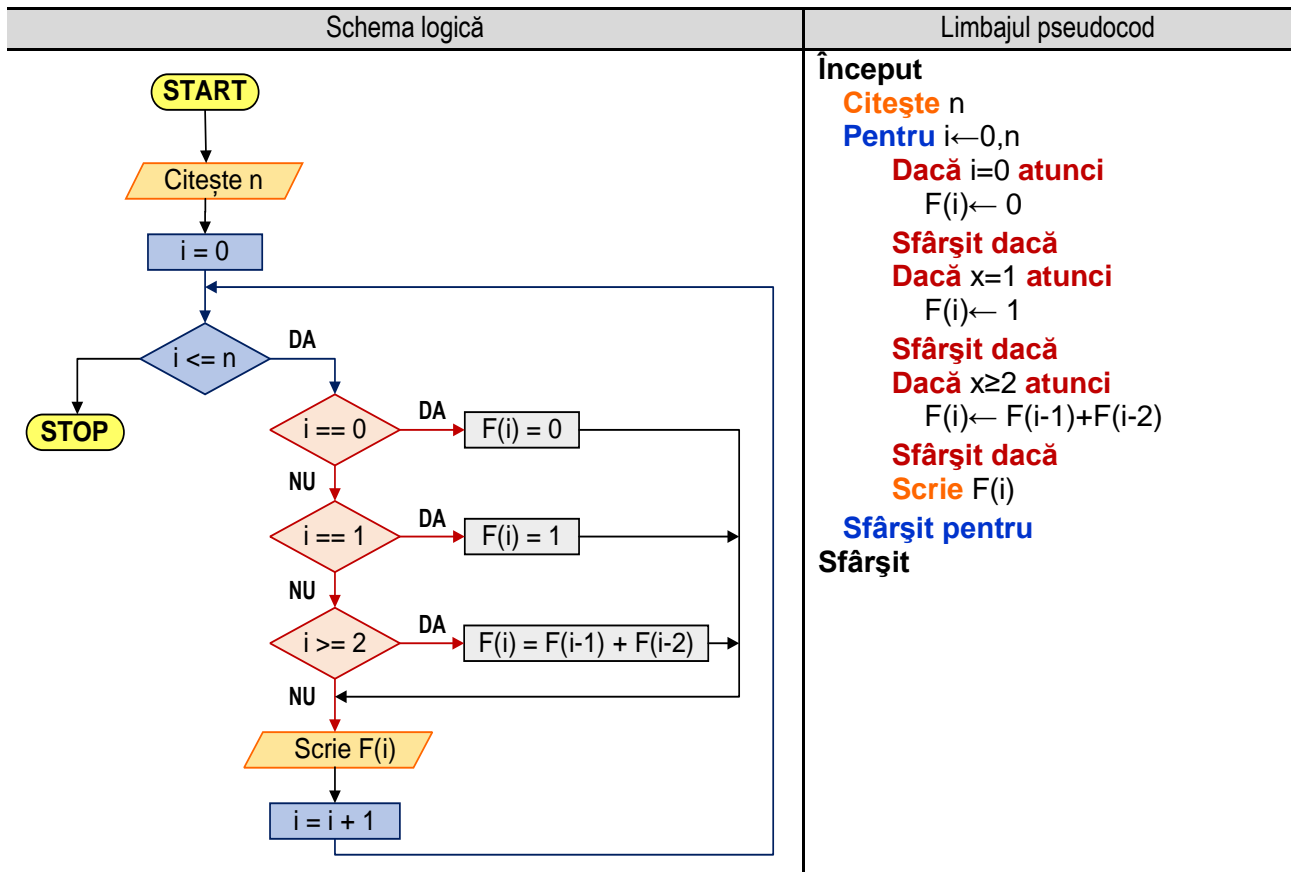 Schema logică
Limbajul pseudocod
START
Citește n
i = 0
i <= n
DA
STOP
i == 0
DA
F(i) = 0
NU
i == 1
DA
F(i) = 1
NU
i >= 2
DA
F(i) = F(i-1) + F(i-2)
NU
Scrie F(i)
i = i + 1
Început
Citeşte n
Pentru i←0,n
Dacă i=0 atunci
F(i)← 0
Sfârşit dacă
Dacă x=1 atunci
F(i)← 1
Sfârşit dacă
Dacă x≥2 atunci
F(i)← F(i-1)+F(i-2)
Sfârşit dacă
Scrie F(i)
Sfârşit pentru
Sfârşit